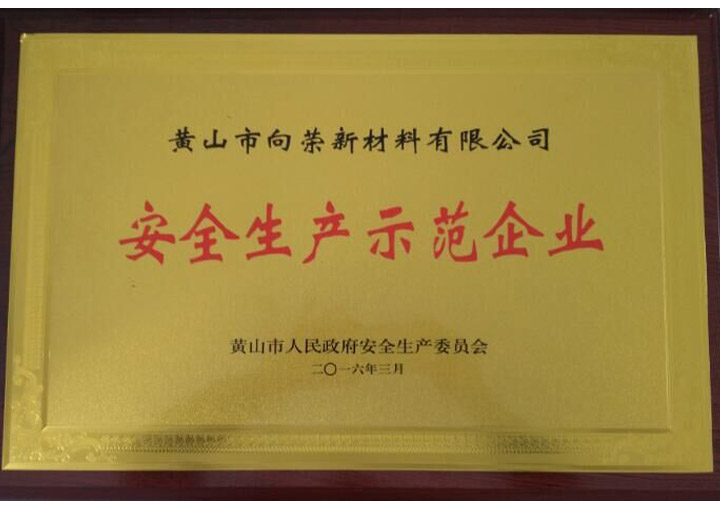 黄山市向荣新材料有限公司
安全生产示范企业
黄山市人民政府安全生产委员会
二〇一六年三月